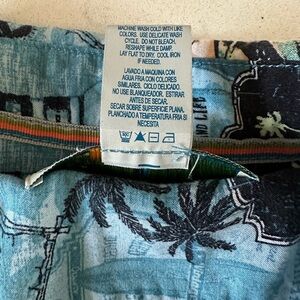 MACHINE WASH COLD WITH LIKE
COLORS. USE DELICATE WASH
CYCLE. DO NOT BLEACH.
RESHAPE WHILE DAMP.
LAY FLAT TO DRY. COOL IRON
IF NEEDED.
LAVADO A MAQUINA CON
AGUA FRIA CON COLORES
SIMILARES. CICLO DELICADO
NO USE BLANQUEADOR. ESTIRAR
ANTES DE SECAR.
SECAR SOBRE SUPERFICIE PLANA.
PLANCHADO A TEMPERATURA FRIA SI
NECESITA